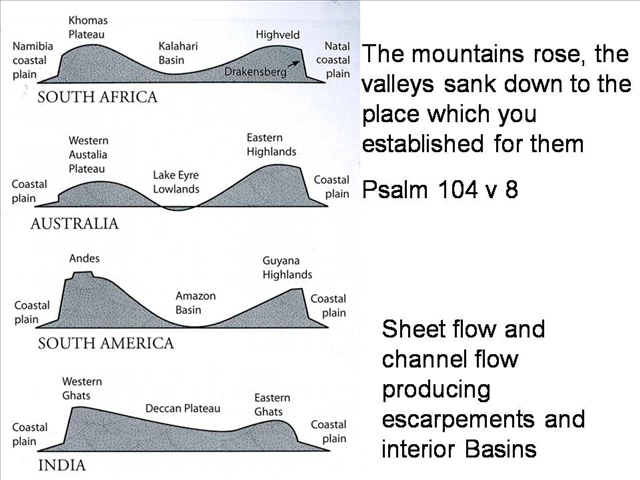 Khomas
Plateau
Namibia
coastal
plain
Kalahari
Basin
Highveld
Drakensberg
Natal
coastal
plain
SOUTH AFRICA
Western
Austalia
Plateau
Coastal
plain
Lake Eyre
Lowlands
Eastern
Highlands
Coastal
plain
AUSTRALIA
Andes
Coastal
plain
Amazon
Basin
Guyana
Highlands
Coastal
plain
SOUTH AMERICA
Western
Ghats
Coastal
plain
Deccan Plateau
Eastern
Ghats
Coastal
plain
INDIA
The mountains rose, the
valleys sank down to the
place which you
established for them
Psalm 104 v 8
Sheet flow and
channel flow
producing
escarpements and
interior Basins